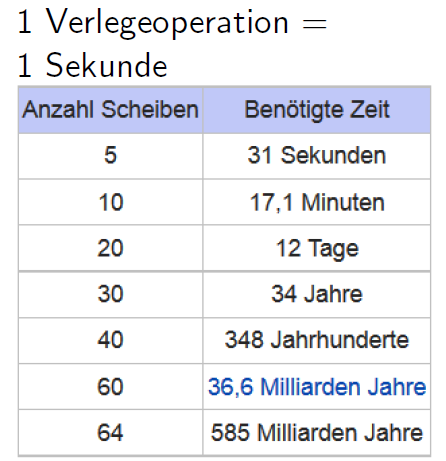 1 Verlegeoperation =
1 Sekunde
Anzahl Scheiben Benötigte Zeit
5 31 Sekunden
10 17,1 Minuten
20 12 Tage
30 34 Jahre
40 348 Jahrhunderte
60 36,6 Milliarden Jahre
64 585 Milliarden Jahre